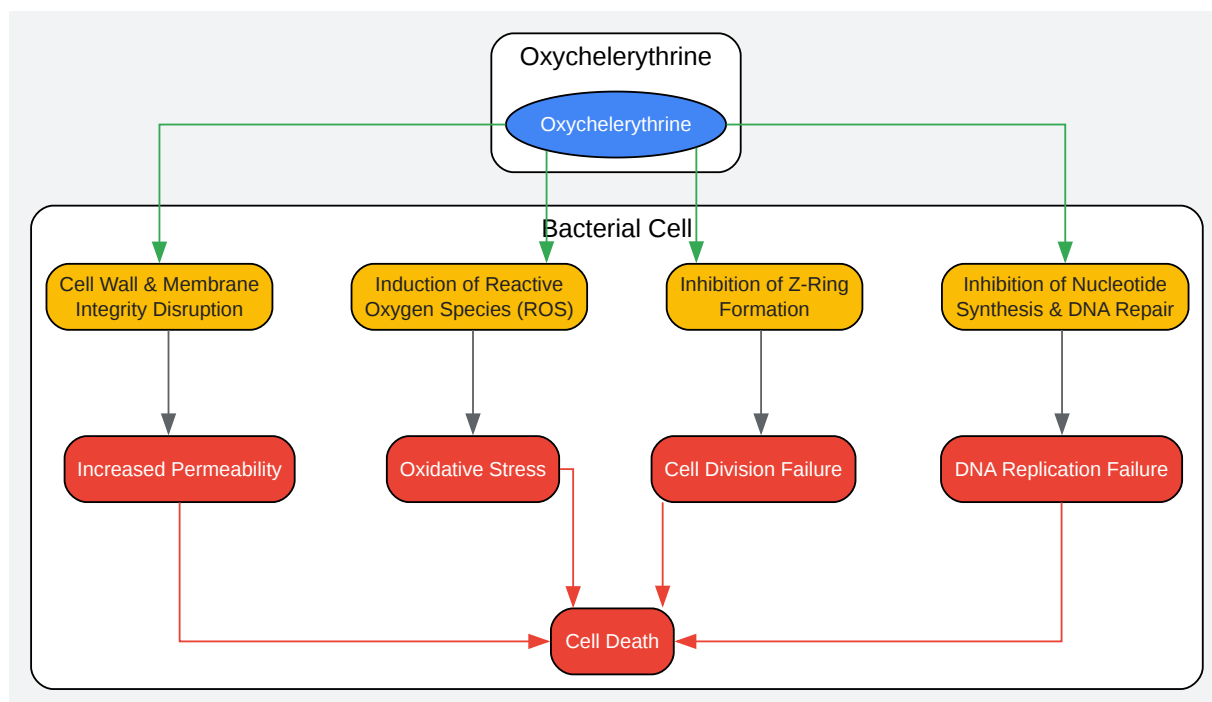 Oxychelerythrine
Oxychelerythrine
Bacterial Cell
Cell Wall & Membrane
Integrity Disruption
Induction of Reactive
Oxygen Species (ROS)
Inhibition of Z-Ring
Formation
Inhibition of Nucleotide
Synthesis & DNA Repair
Increased Permeability
Oxidative Stress
Cell Division Failure
DNA Replication Failure
Cell Death